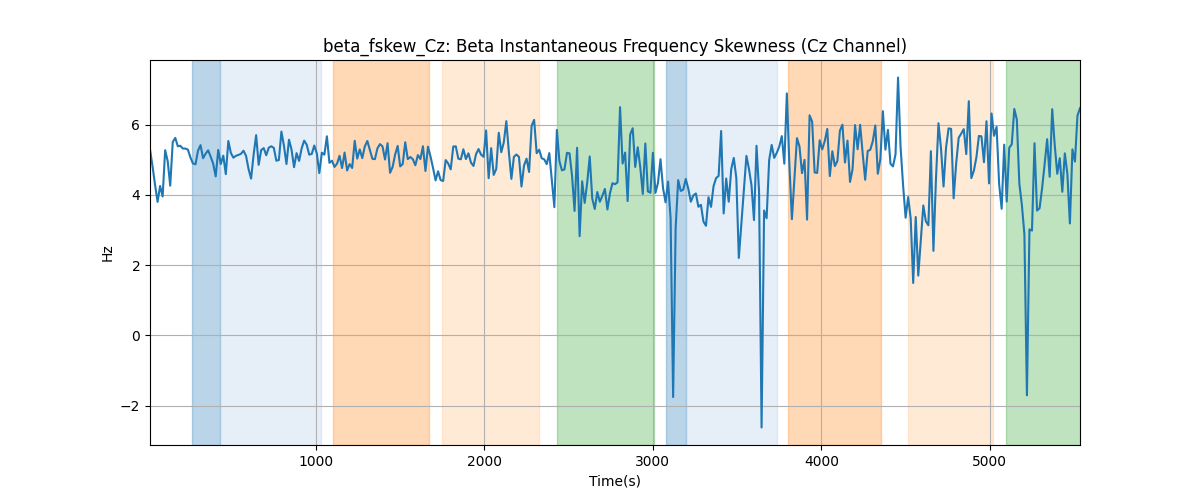 beta_fskew_Cz: Beta Instantaneous Frequency Skewness (Cz Channel)
6
4
2
0
−2
Hz
1000 2000 3000 4000 5000
Time(s)